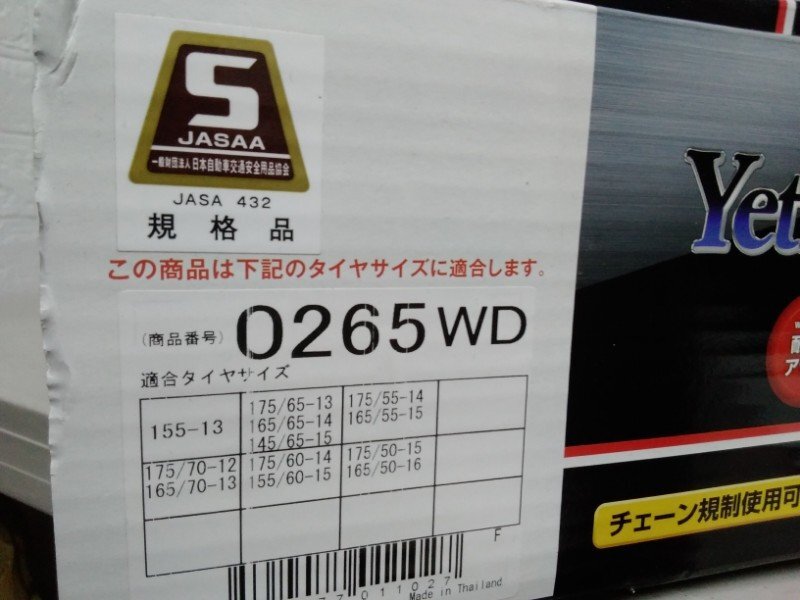 S
JASAA
一般財団法人 日本自動車交通安全用品協会
JASA 432
規格品
この商品は下記のタイヤサイズに適合します。
(商品番号) 0265WD
適合タイヤサイズ
155-13
175/65-13
165/65-14
145/65-15
175/55-14
165/55-15
175/70-12
165/70-13
175/60-14
155/60-15
175/50-15
165/50-16
F
011027
Made in Thailand
Yet
耐
ア
チェーン規制使用可